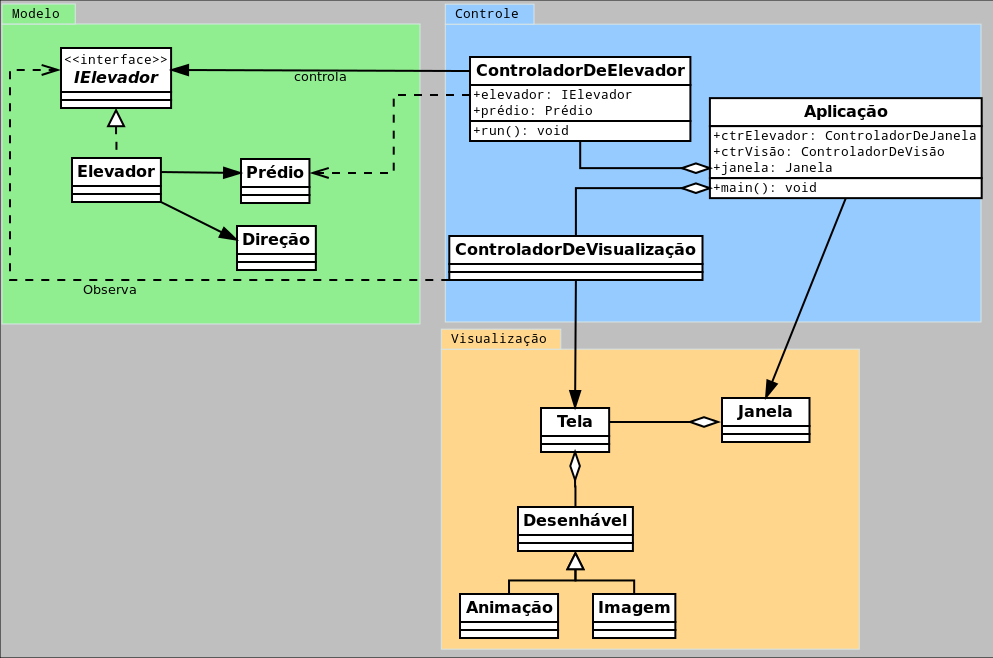 Modelo
<<interface>>
IElevador
Elevador
Prédio
Direção
controla
Observa
Controle
ControladorDeElevador
+elevador: IElevador
+prédio: Prédio
+run(): void
Aplicação
+ctrElevador: ControladorDeJanela
+ctrVisão: ControladorDeVisão
+janela: Janela
+main(): void
ControladorDeVisualização
Visualização
Tela
Janela
Desenhável
Animação
Imagem